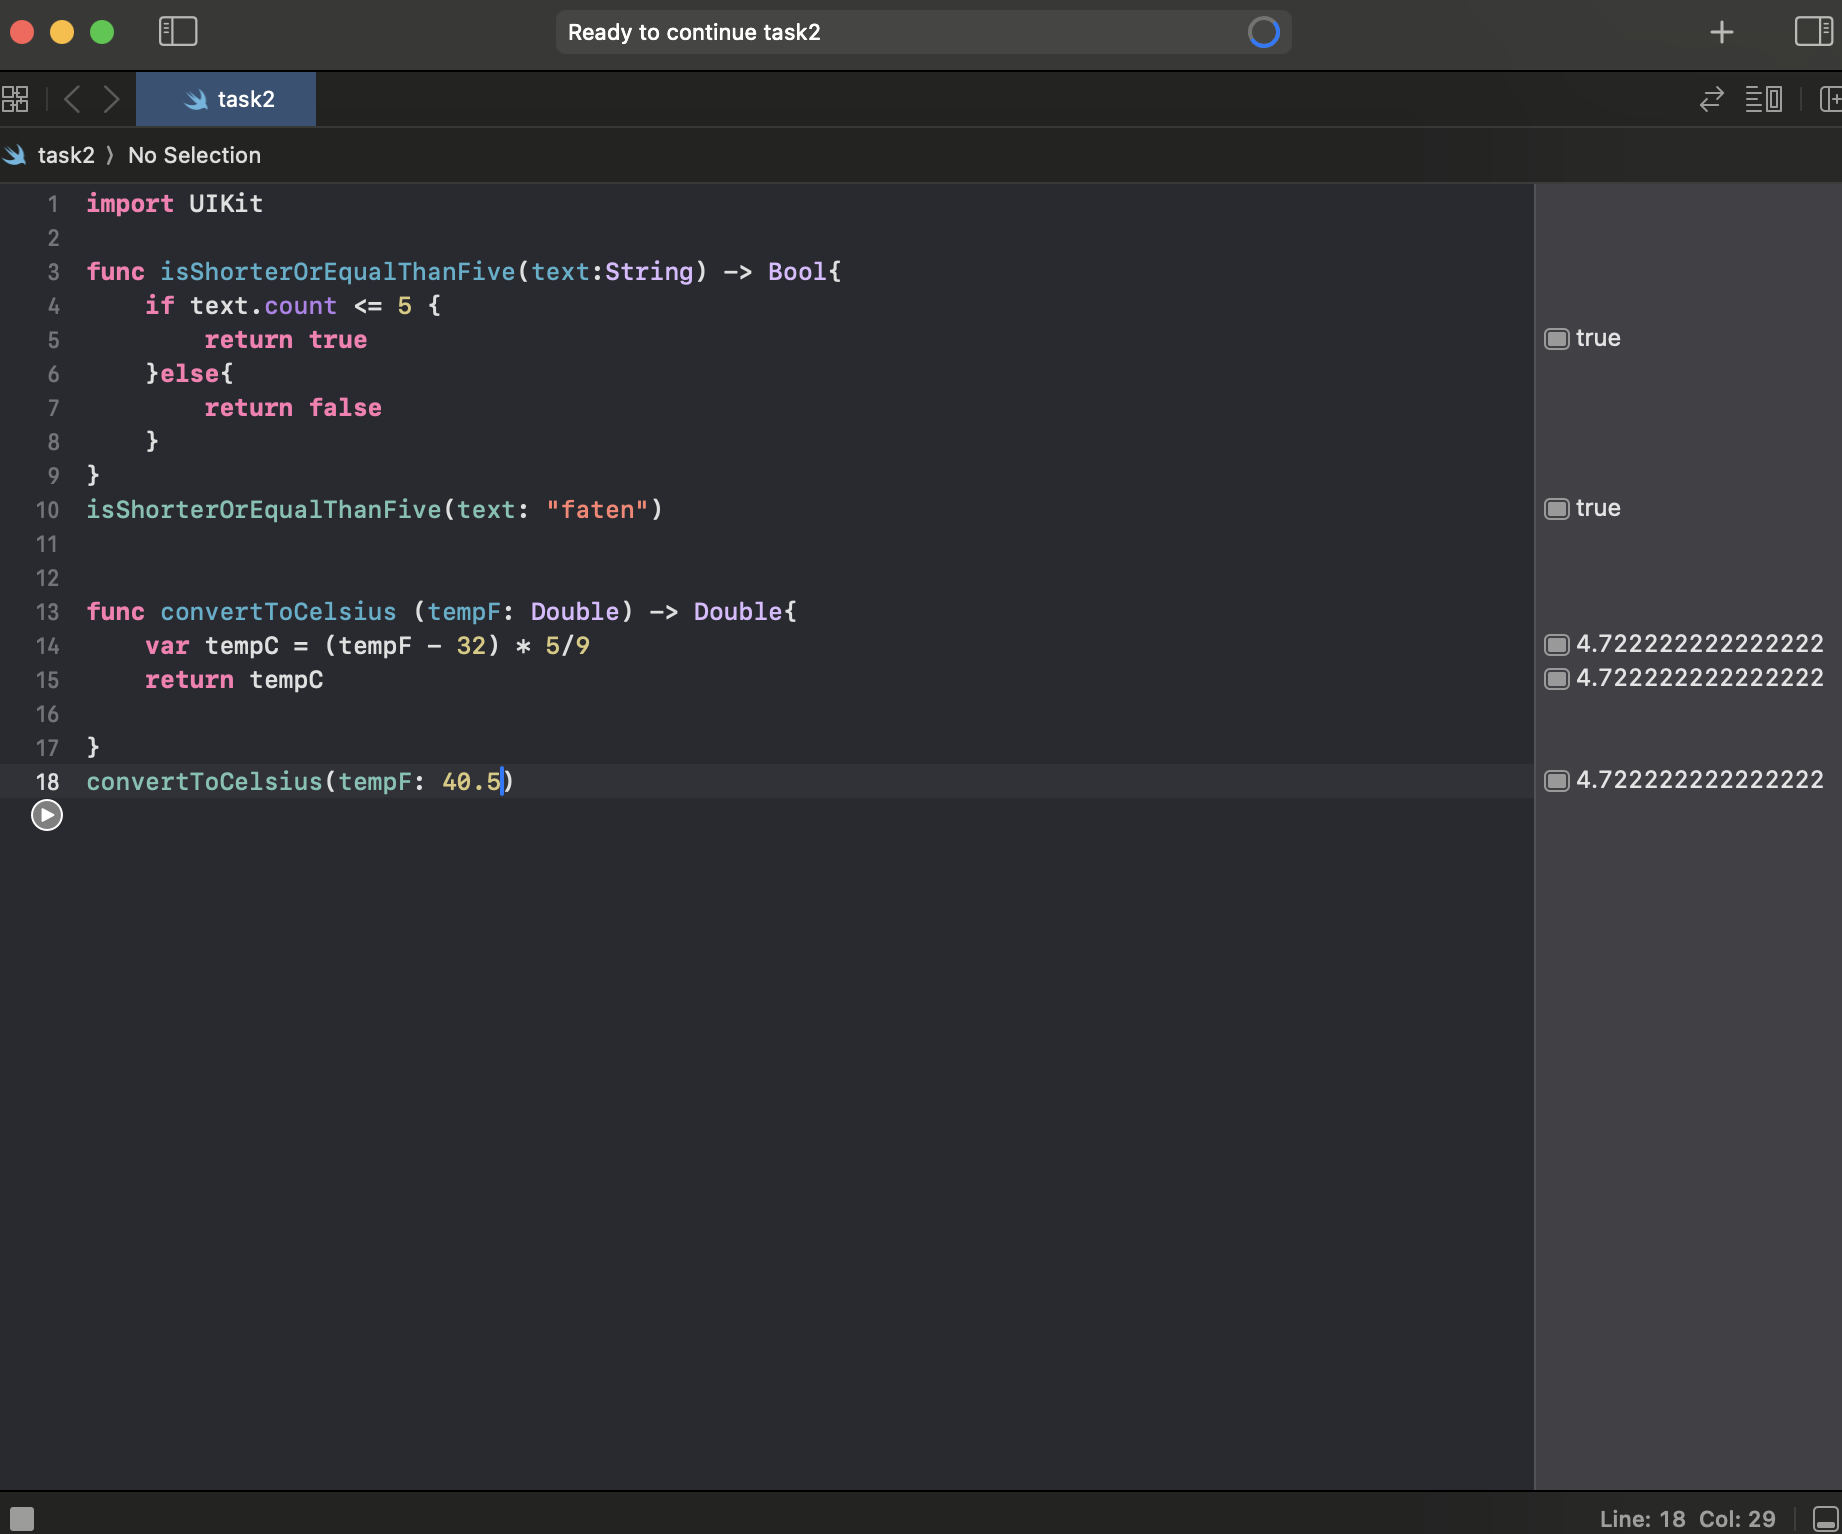 Ready to continue task2
task2
task2 〉 No Selection
1 import UIKit
2
3 func isShorterOrEqualThanFive(text:String) -> Bool{
4 if text.count <= 5 {
5 return true
true
6 }else{
7 return false
8 }
9 }
10 isShorterOrEqualThanFive(text: "faten")
true
11
12
13 func convertToCelsius (tempF: Double) -> Double{
14 var tempC = (tempF - 32) * 5/9
4.722222222222222
15 return tempC
4.722222222222222
16
17 }
18 convertToCelsius(tempF: 40.5)
4.722222222222222
Line: 18 Col: 29